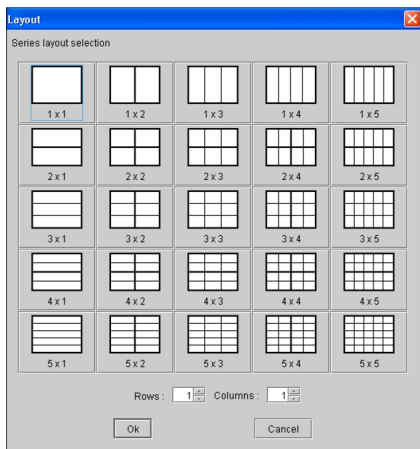 Layout
Series layout selection
1 x 1 1 x 2 1 x 3 1 x 4 1 x 5
2 x 1 2 x 2 2 x 3 2 x 4 2 x 5
3 x 1 3 x 2 3 x 3 3 x 4 3 x 5
4 x 1 4 x 2 4 x 3 4 x 4 4 x 5
5 x 1 5 x 2 5 x 3 5 x 4 5 x 5
Rows : 1 Columns : 1
Ok Cancel